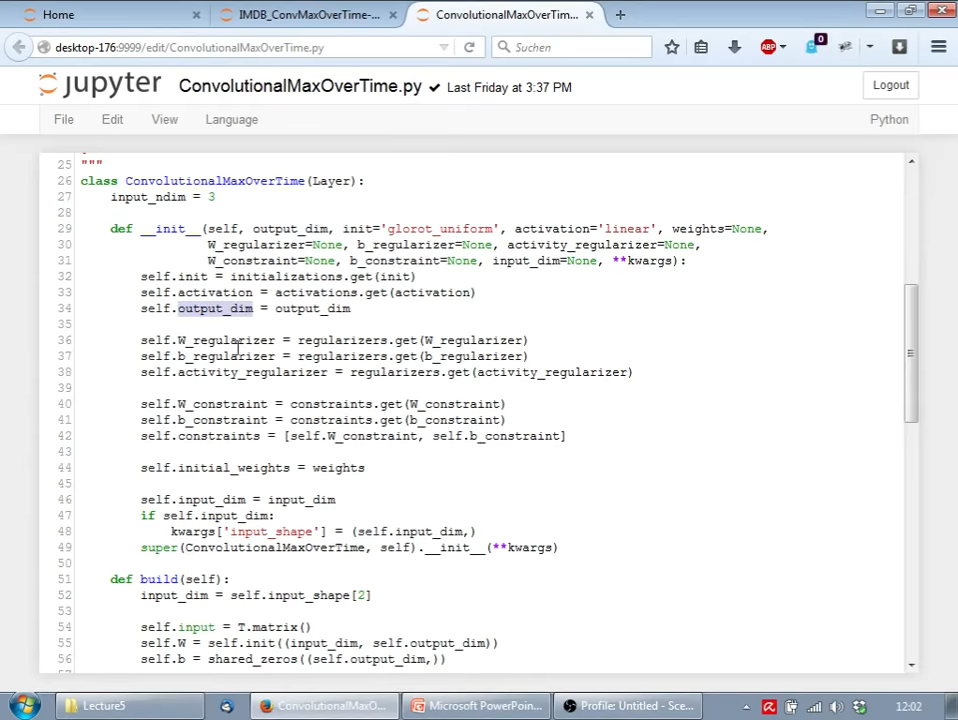 Home
IMDB_ConvMaxOverTime-...
ConvolutionalMaxOverTime....
desktop-176:9999/edit/ConvolutionalMaxOverTime.py
Suchen
ABP
0
jupyter ConvolutionalMaxOverTime.py Last Friday at 3:37 PM
Logout
File Edit View Language
Python
25 """
26 class ConvolutionalMaxOverTime(Layer):
27 input_ndim = 3
28
29 def __init__(self, output_dim, init='glorot_uniform', activation='linear', weights=None,
30 W_regularizer=None, b_regularizer=None, activity_regularizer=None,
31 W_constraint=None, b_constraint=None, input_dim=None, **kwargs):
32 self.init = initializations.get(init)
33 self.activation = activations.get(activation)
34 self.output_dim = output_dim
35
36 self.W_regularizer = regularizers.get(W_regularizer)
37 self.b_regularizer = regularizers.get(b_regularizer)
38 self.activity_regularizer = regularizers.get(activity_regularizer)
39
40 self.W_constraint = constraints.get(W_constraint)
41 self.b_constraint = constraints.get(b_constraint)
42 self.constraints = [self.W_constraint, self.b_constraint]
43
44 self.initial_weights = weights
45
46 self.input_dim = input_dim
47 if self.input_dim:
48 kwargs['input_shape'] = (self.input_dim,)
49 super(ConvolutionalMaxOverTime, self).__init__(**kwargs)
50
51 def build(self):
52 input_dim = self.input_shape[2]
53
54 self.input = T.matrix()
55 self.W = self.init((input_dim, self.output_dim))
56 self.b = shared_zeros((self.output_dim,))
Lecture5
ConvolutionalMaxO...
Microsoft PowerPoint...
Profile: Untitled - Sce...
12:02